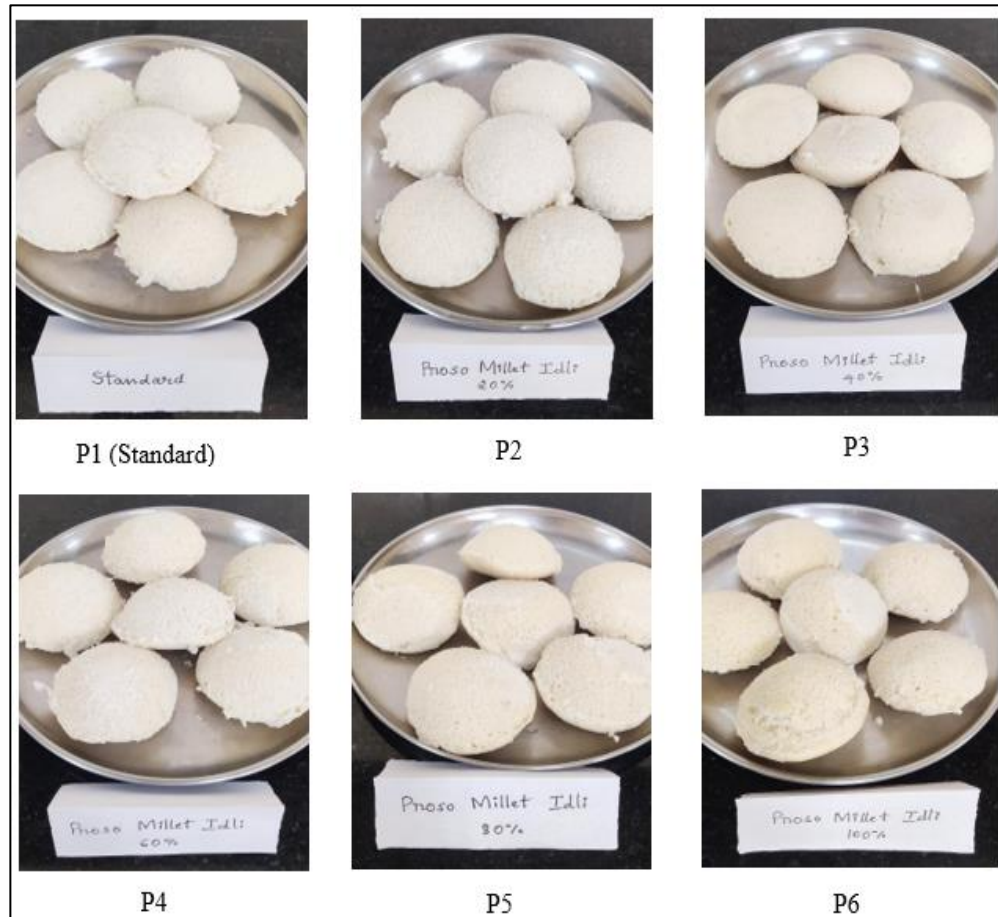 Standard
Proso Millet Idli
20%
Proso Millet Idli
40%
P1 (Standard)
P2
P3
Proso Millet Idli
60%
Proso Millet Idli
80%
Proso Millet Idli
100%
P4
P5
P6